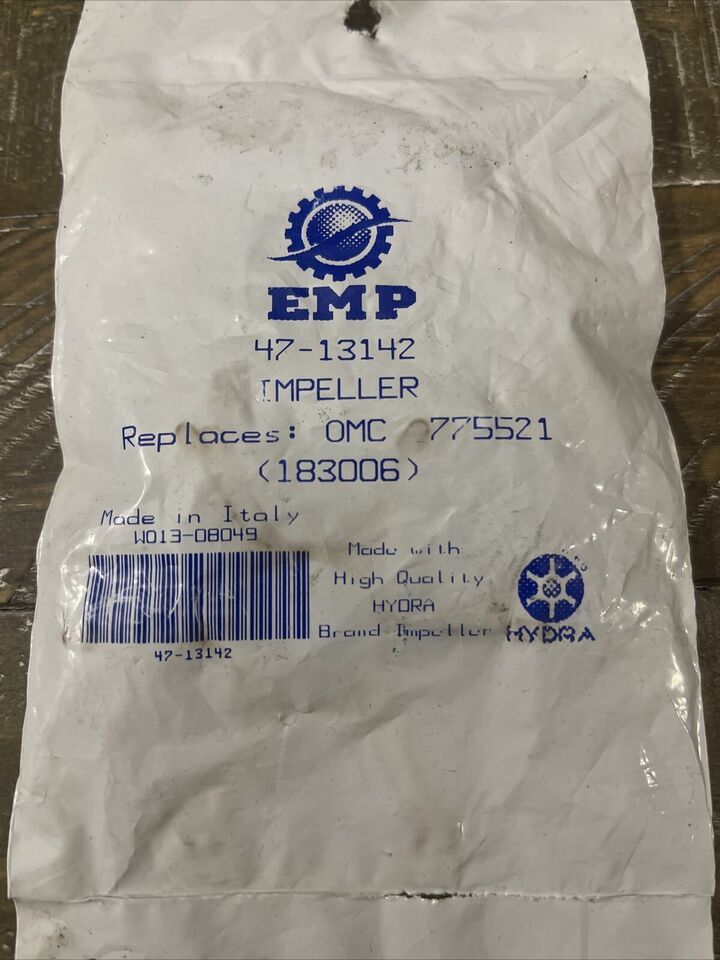 EMP
47-13142
IMPELLER
Replaces: OMC 775521
(183006)
Made in Italy
W013-08049
47-13142
Made with
High Quality
HYDRA
Brand Impeller
HYDRA